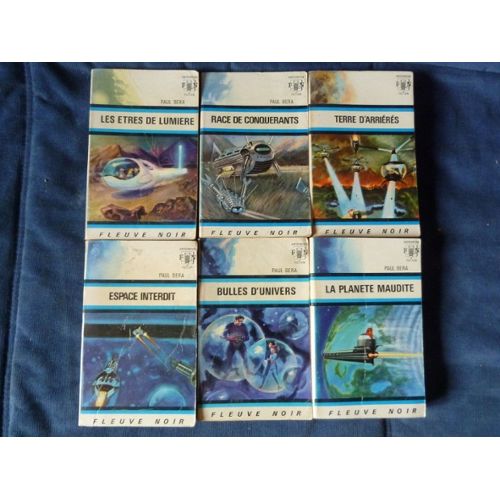 PAUL BERA
LES ETRES DE LUMIERE
FLEUVE NOIR
PAUL BERA
RACE DE CONQUERANTS
FLEUVE NOIR
PAUL BERA
TERRE D'ARRIÉRÉS
FLEUVE NOIR
PAUL BERA
ESPACE INTERDIT
FLEUVE NOIR
PAUL BERA
BULLES D'UNIVERS
FLEUVE NOIR
PAUL BERA
LA PLANETE MAUDITE
FLEUVE NOIR